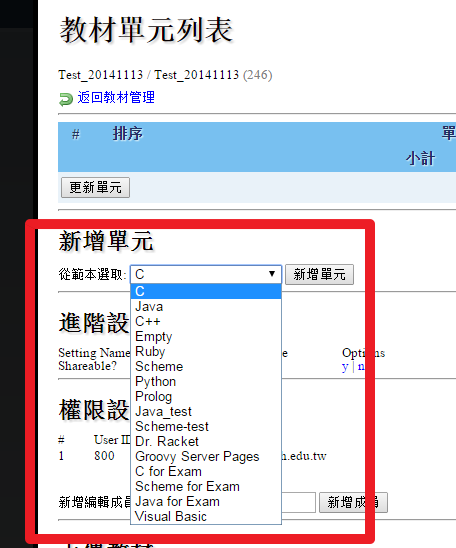 教材單元列表
Test_20141113 / Test_20141113 (246)
返回教材管理
# 排序 單
小計
更新單元
新增單元
從範本選取: C 新增單元
C
Java
C++
Empty
Ruby
Scheme
Python
Prolog
Java_test
Scheme-test
Dr. Racket
Groovy Server Pages
C for Exam
Scheme for Exam
Java for Exam
Visual Basic
進階設
Setting Name e Options
Shareable? y | n
權限設
# User ID
1 800 .edu.tw
新增編輯成員 新增成員